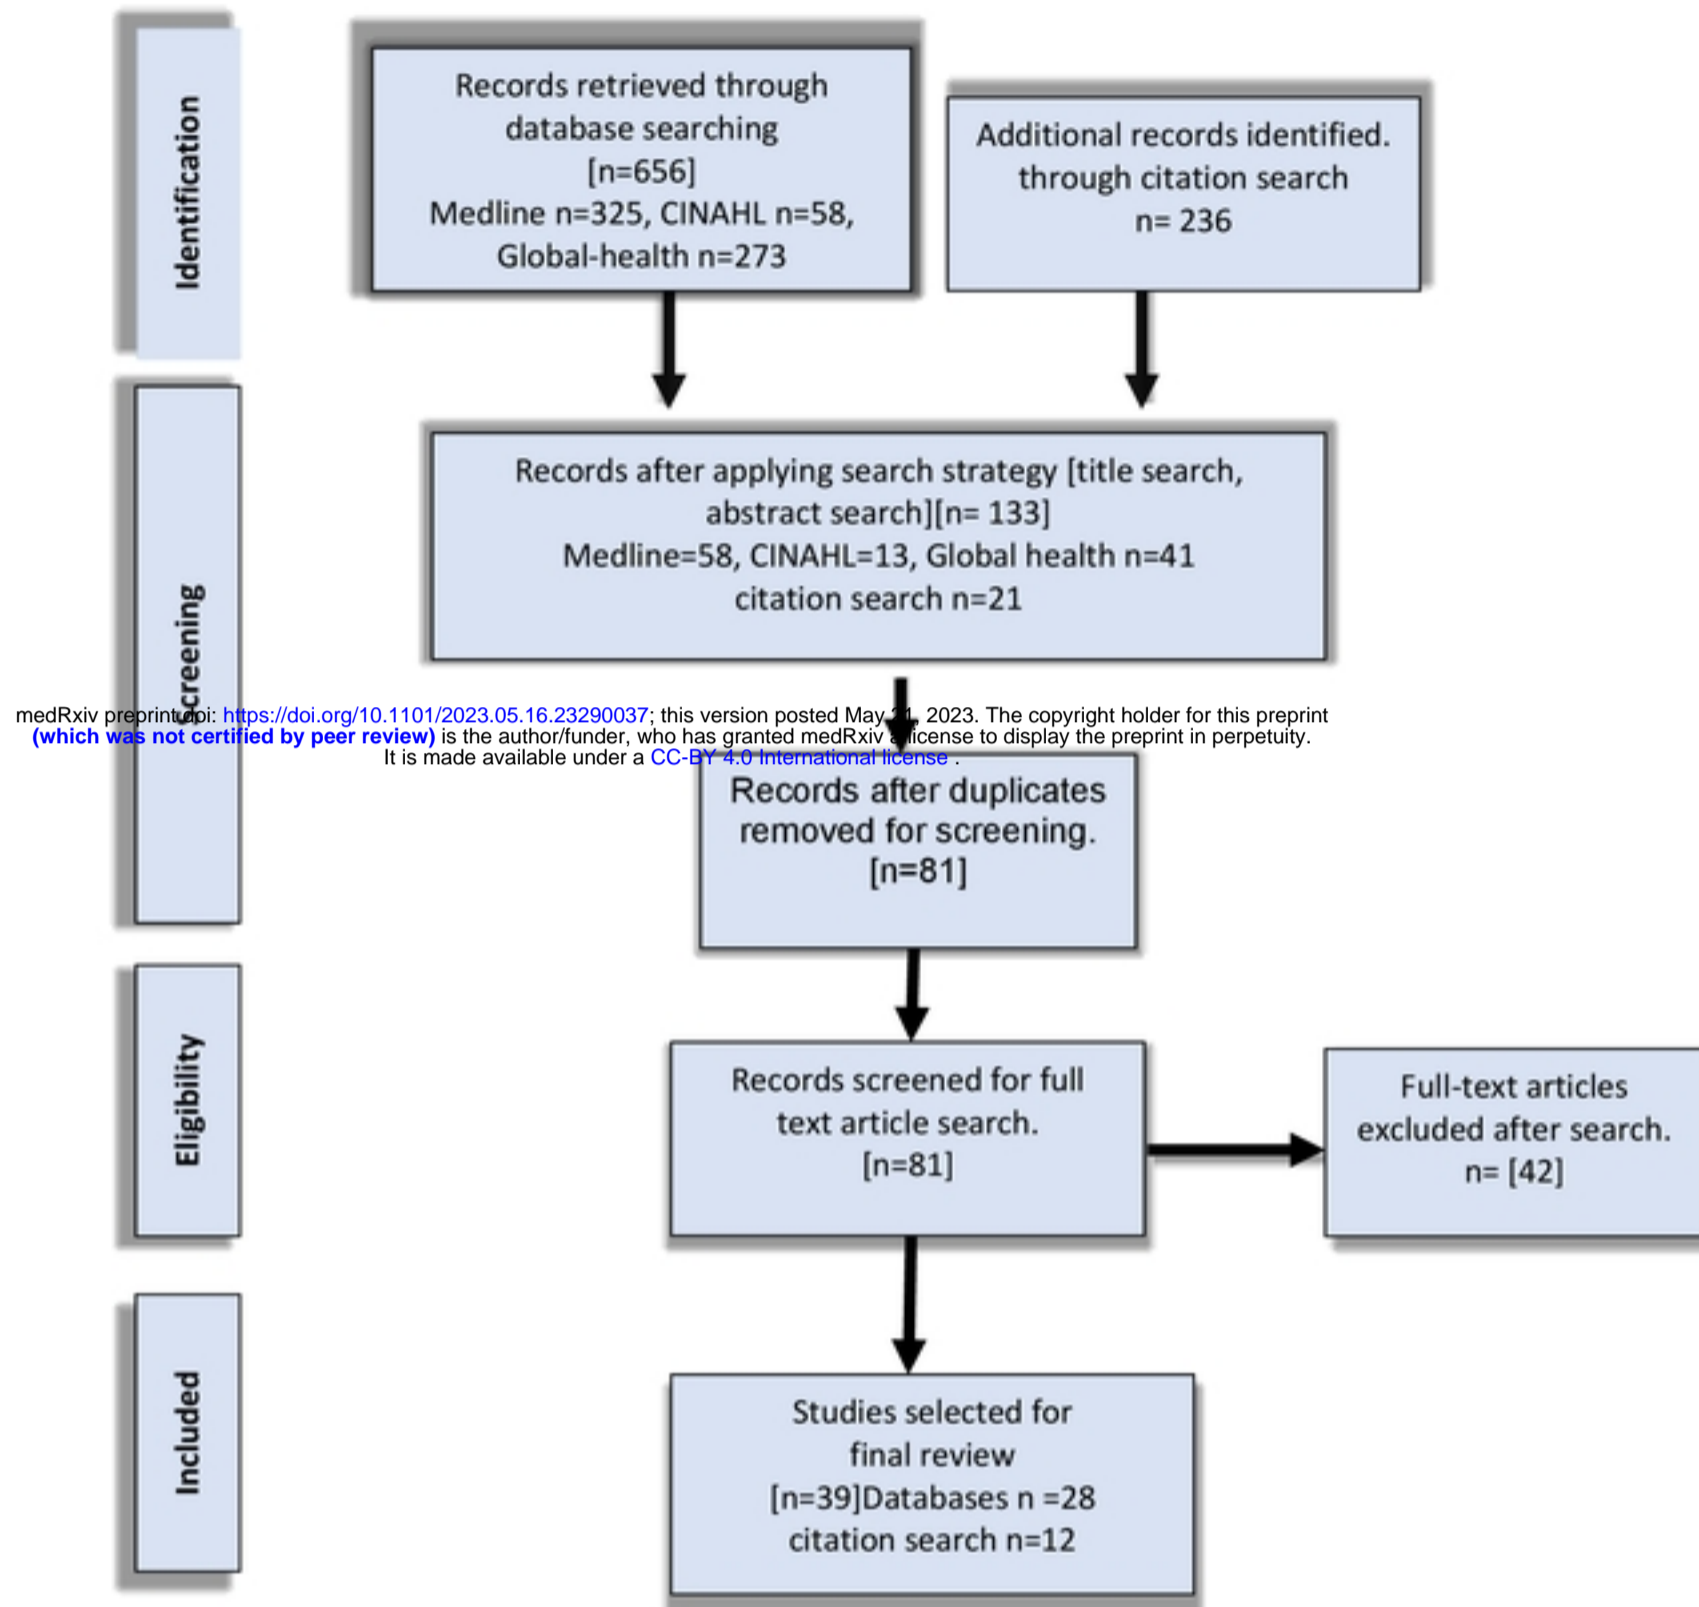 Identification
Records retrieved through
database searching
[n=656]
Medline n=325, CINAHL n=58,
Global-health n=273
Additional records identified.
through citation search
n= 236
Screening
Records after applying search strategy [title search,
abstract search][n= 133]
Medline=58, CINAHL=13, Global health n=41
citation search n=21
medRxiv preprint doi: https://doi.org/10.1101/2023.05.16.23290037; this version posted May, 2023. The copyright holder for this preprint
(which was not certified by peer review) is the author/funder, who has granted medRxiv a license to display the preprint in perpetuity.
It is made available under a CC-BY 4.0 International license .
Records after duplicates
removed for screening.
[n=81]
Eligibility
Records screened for full
text article search.
[n=81]
Full-text articles
excluded after search.
n= [42]
Included
Studies selected for
final review
[n=39]Databases n =28
citation search n=12